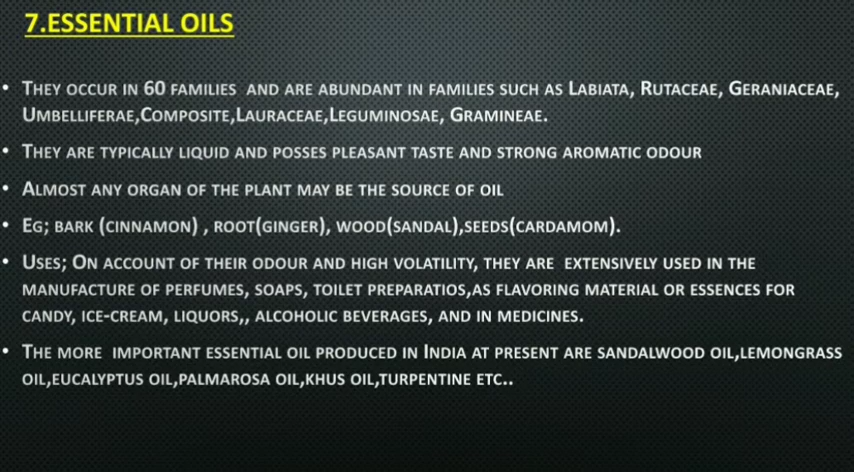 7.ESSENTIAL OILS
• They occur in 60 families and are abundant in families such as Labiata, Rutaceae, Geraniaceae,
Umbelliferae,Composite,Lauraceae,Leguminosae, Gramineae.
• They are typically liquid and posses pleasant taste and strong aromatic odour
• Almost any organ of the plant may be the source of oil
• Eg; bark (cinnamon) , root(ginger), wood(sandal),seeds(cardamom).
• Uses; On account of their odour and high volatility, they are extensively used in the
manufacture of perfumes, soaps, toilet preparatios,as flavoring material or essences for
candy, ice-cream, liquors,, alcoholic beverages, and in medicines.
• The more important essential oil produced in India at present are sandalwood oil,lemongrass
oil,eucalyptus oil,palmarosa oil,khus oil,turpentine etc..